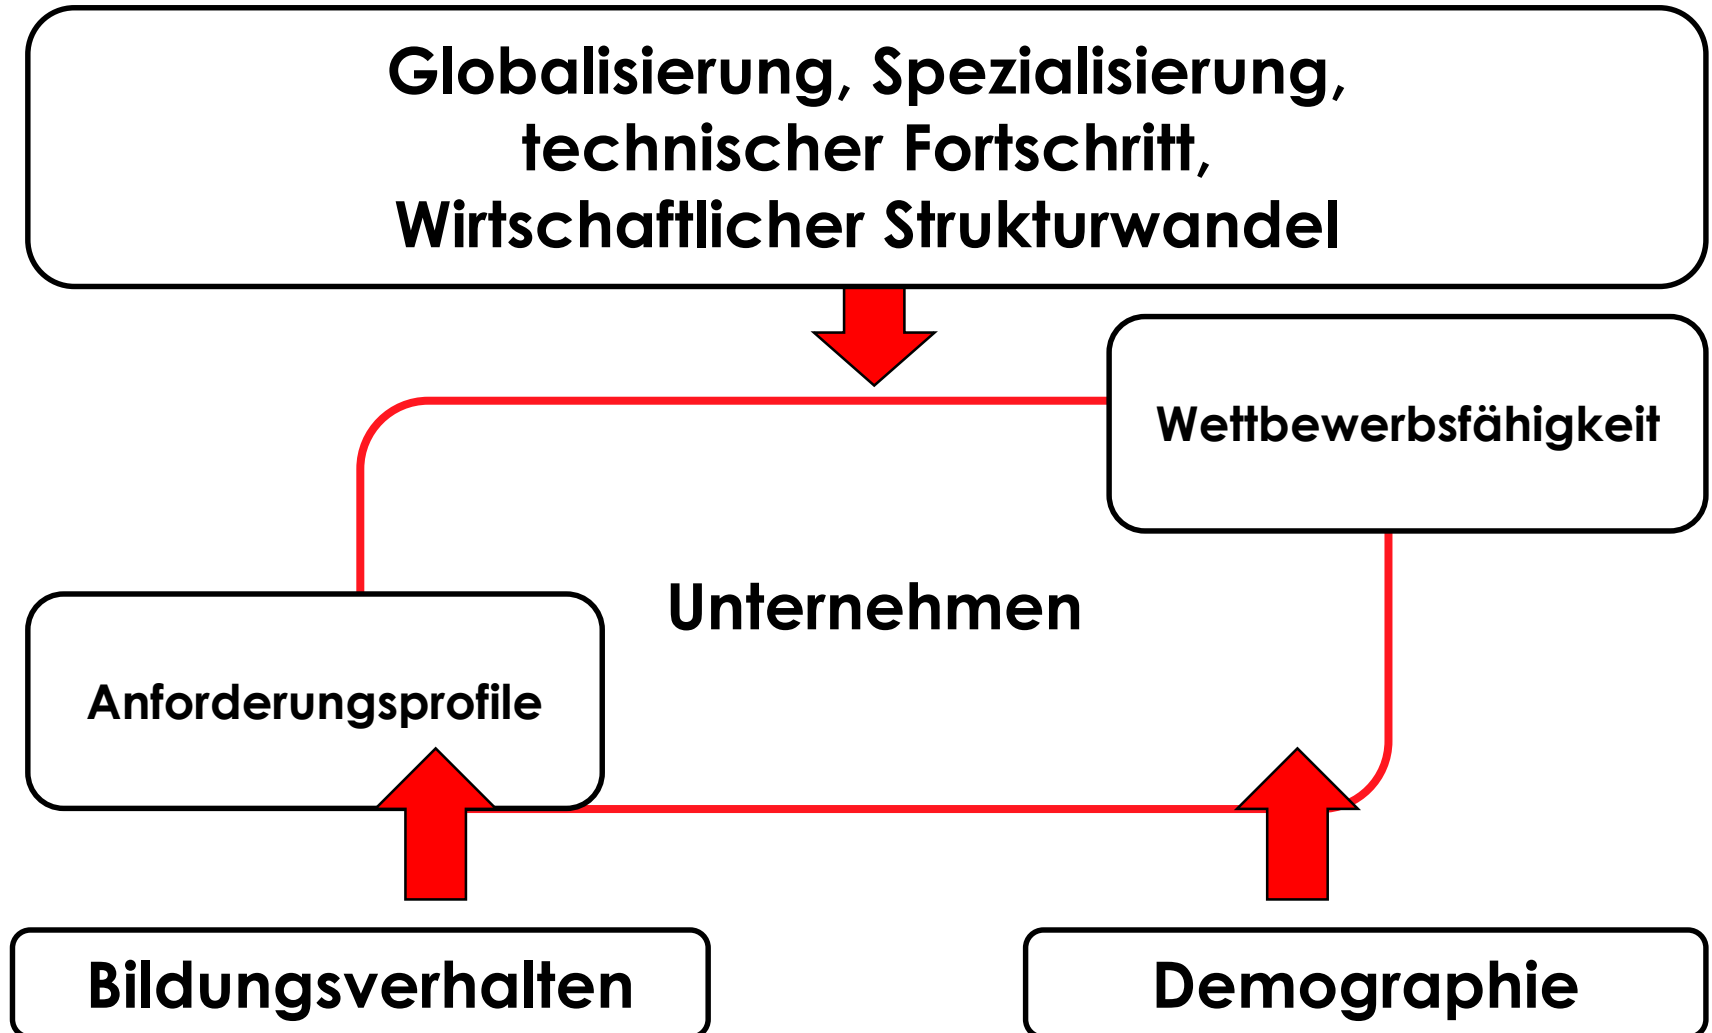 Globalisierung, Spezialisierung,
technischer Fortschritt,
Wirtschaftlicher Strukturwandel
Wettbewerbsfähigkeit
Unternehmen
Anforderungsprofile
Bildungsverhalten
Demographie